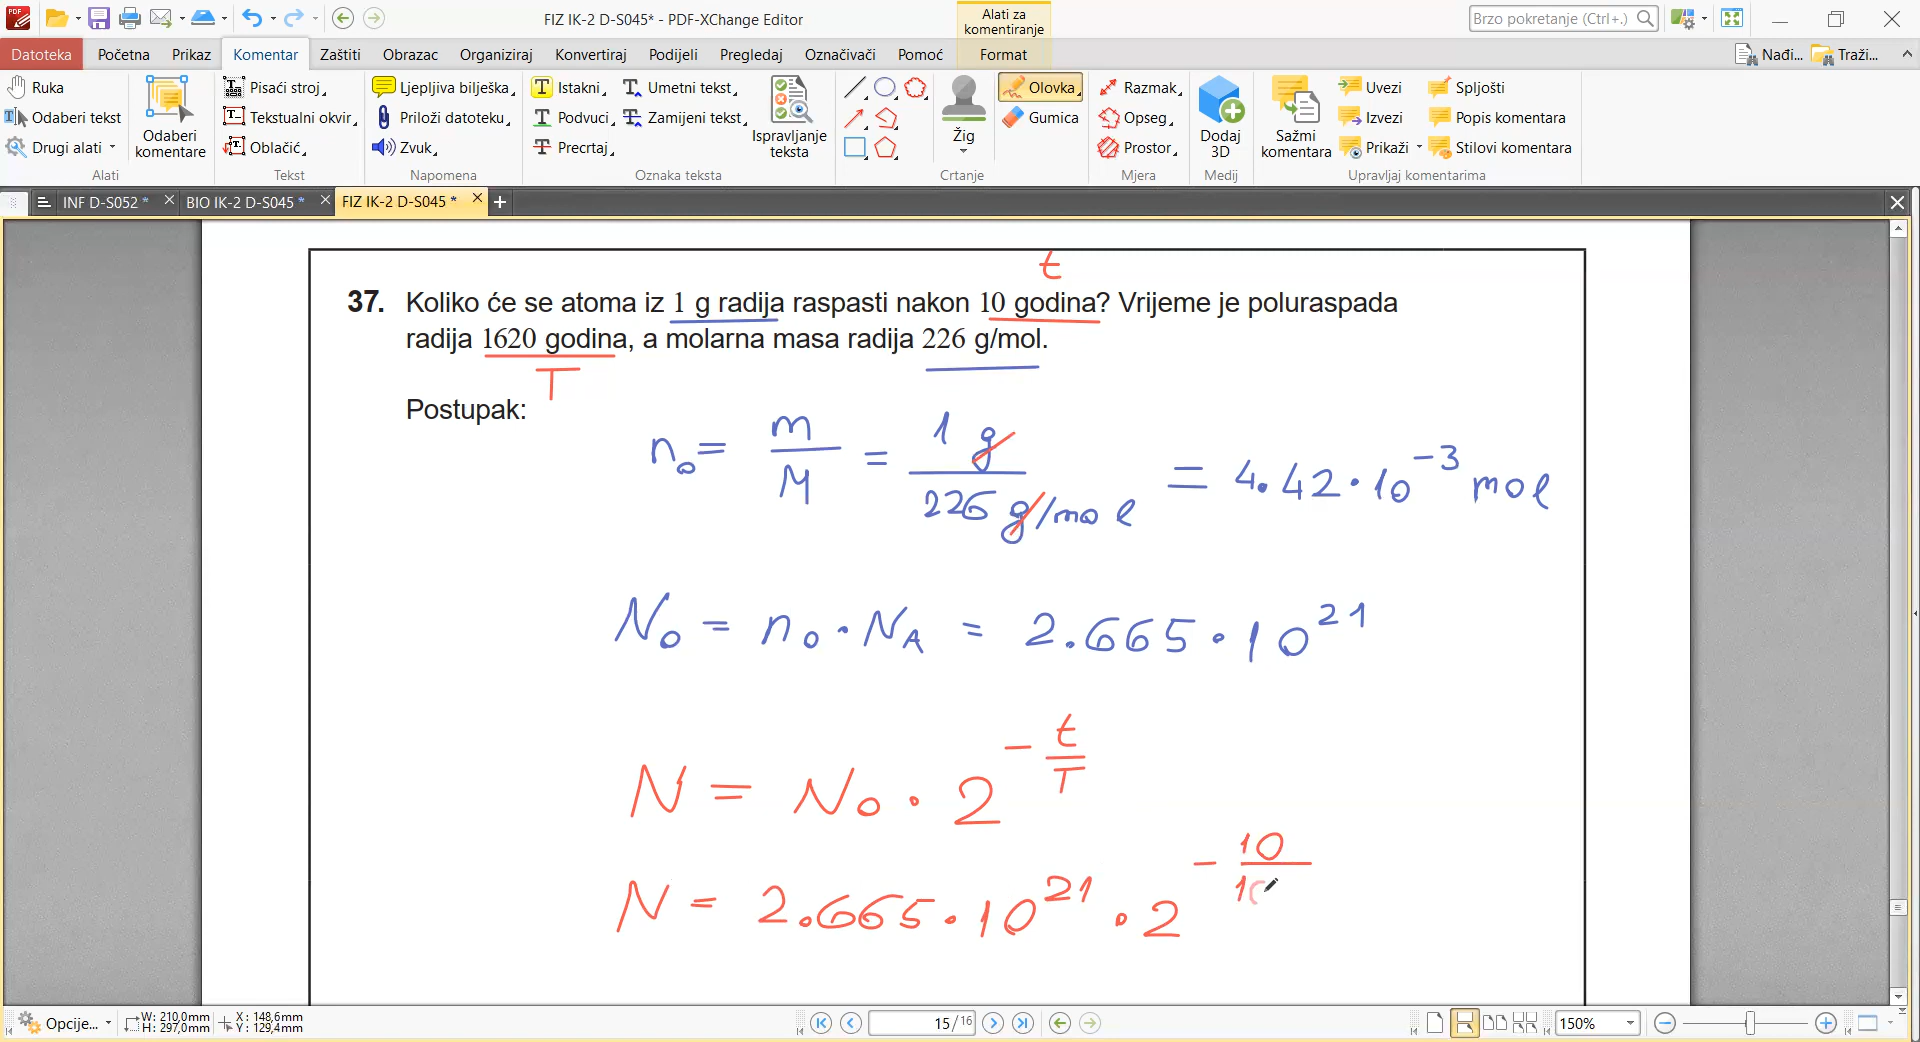 FIZ IK-2 D-S045* - PDF-XChange Editor
Alati za komentiranje
Brzo pokretanje (Ctrl+.)
Datoteka Početna Prikaz Komentar Zaštiti Obrazac Organiziraj Konvertiraj Podijeli Pregledaj Označivači Pomoć Format Nađi... Traži...
Ruka
Odaberi tekst
Drugi alati
Odaberi komentare
Alati
Pisaći stroj
Tekstualni okvir
Oblačić
Tekst
Ljepljiva bilješka
Priloži datoteku
Zvuk
Napomena
Istakni
Podvuci
Precrtaj
Umetni tekst
Zamijeni tekst
Ispravljanje teksta
Oznaka teksta
Crtanje
Žig
Olovka
Gumica
Razmak
Opseg
Prostor
Mjera
Dodaj 3D
Medij
Sažmi komentara
Uvezi
Izvezi
Prikaži
Spljošti
Popis komentara
Stilovi komentara
Upravljaj komentarima
INF D-S052 * BIO IK-2 D-S045 * FIZ IK-2 D-S045 *
t
37. Koliko će se atoma iz 1 g radija raspasti nakon 10 godina? Vrijeme je poluraspada
radija 1620 godina, a molarna masa radija 226 g/mol.
T
Postupak:
n₀ = m/M = 1 g / 226 g/mol = 4.42·10⁻³ mol
N₀ = n₀ · N_A = 2.665 · 10²¹
N = N₀ · 2^(-t/T)
N = 2.665 · 10²¹ · 2^(-10/1
Opcije... W: 210,0mm H: 297,0mm X: 148,6mm Y: 129,4mm 15 / 16 150%